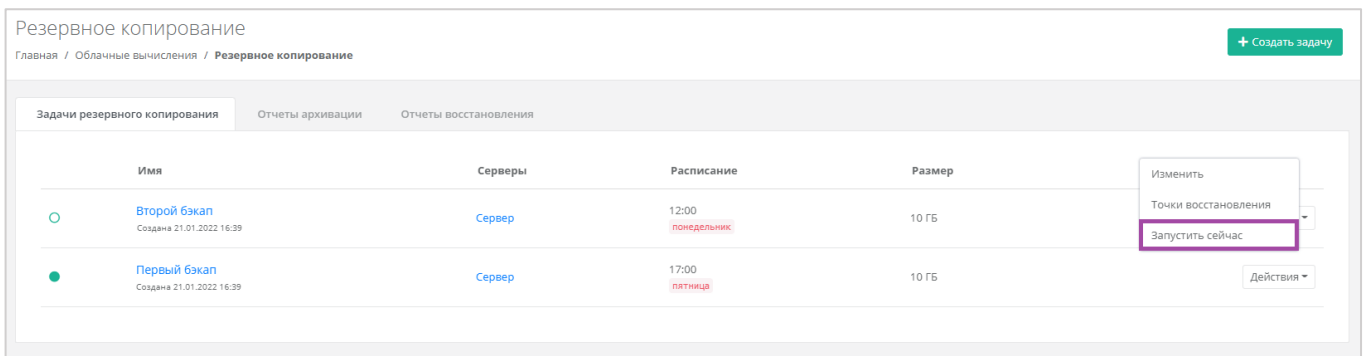 Резервное копирование
Главная / Облачные вычисления / Резервное копирование
+ Создать задачу
Задачи резервного копирования Отчеты архивации Отчеты восстановления
Имя Серверы Расписание Размер
Изменить
Точки восстановления
Запустить сейчас
Второй бэкап Сервер 12:00 10 ГБ
Создана 21.01.2022 16:39 понедельник
Первый бэкап Сервер 17:00 10 ГБ Действия
Создана 21.01.2022 16:39 пятница